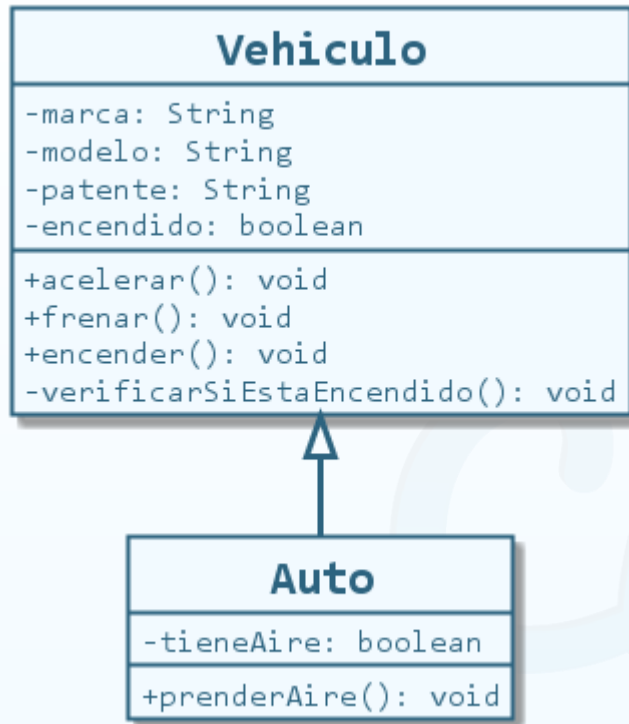 Vehiculo
-marca: String
-modelo: String
-patente: String
-encendido: boolean
+acelerar(): void
+frenar(): void
+encender(): void
-verificarSiEstaEncendido(): void
Auto
-tieneAire: boolean
+prenderAire(): void